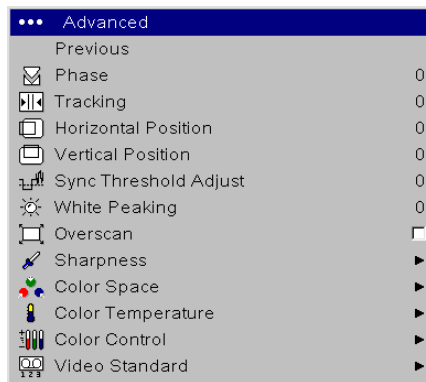 Advanced
Previous
Phase 0
Tracking 0
Horizontal Position 0
Vertical Position 0
Sync Threshold Adjust 0
White Peaking 0
Overscan
Sharpness
Color Space
Color Temperature
Color Control
Video Standard